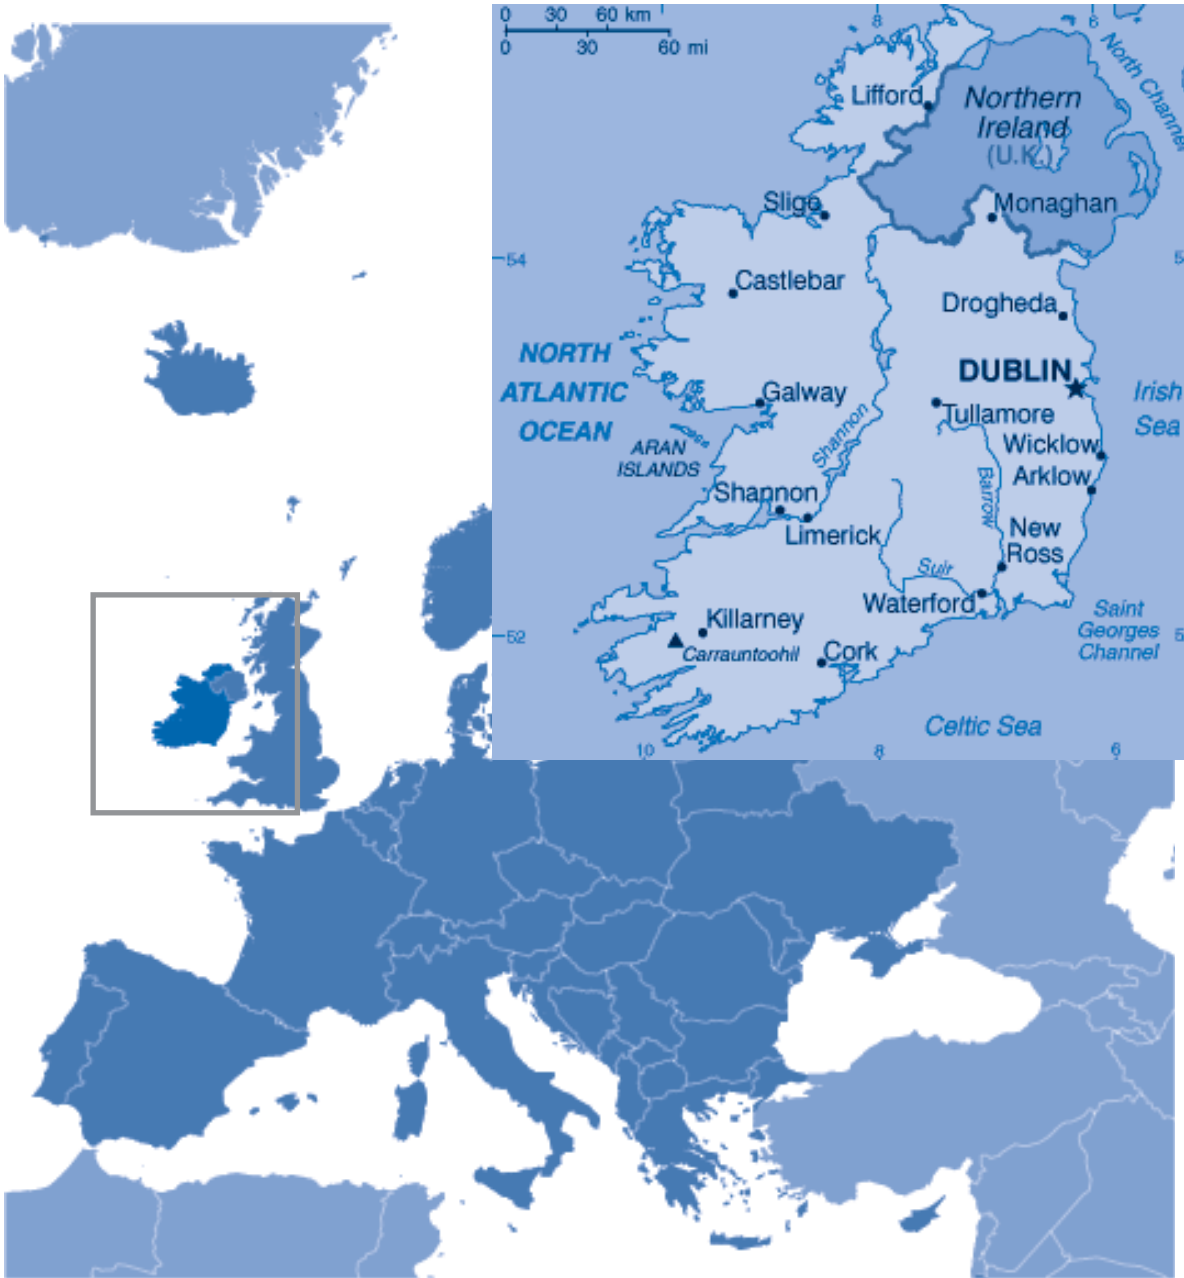 0 30 60 km
0 30 60 mi
8
6
North Channel
Lifford
Northern
Ireland
(U.K.)
Sligo
Monaghan
54
5
Castlebar
Drogheda
NORTH
ATLANTIC
OCEAN
DUBLIN
Irish
Sea
Galway
Tullamore
ARAN
ISLANDS
Shannon
Wicklow
Arklow
Barrow
Shannon
Limerick
New
Ross
Suir
Waterford
Saint
Georges
Channel
52
5
Killarney
Carrauntoohil
Cork
Celtic Sea
10
8
6